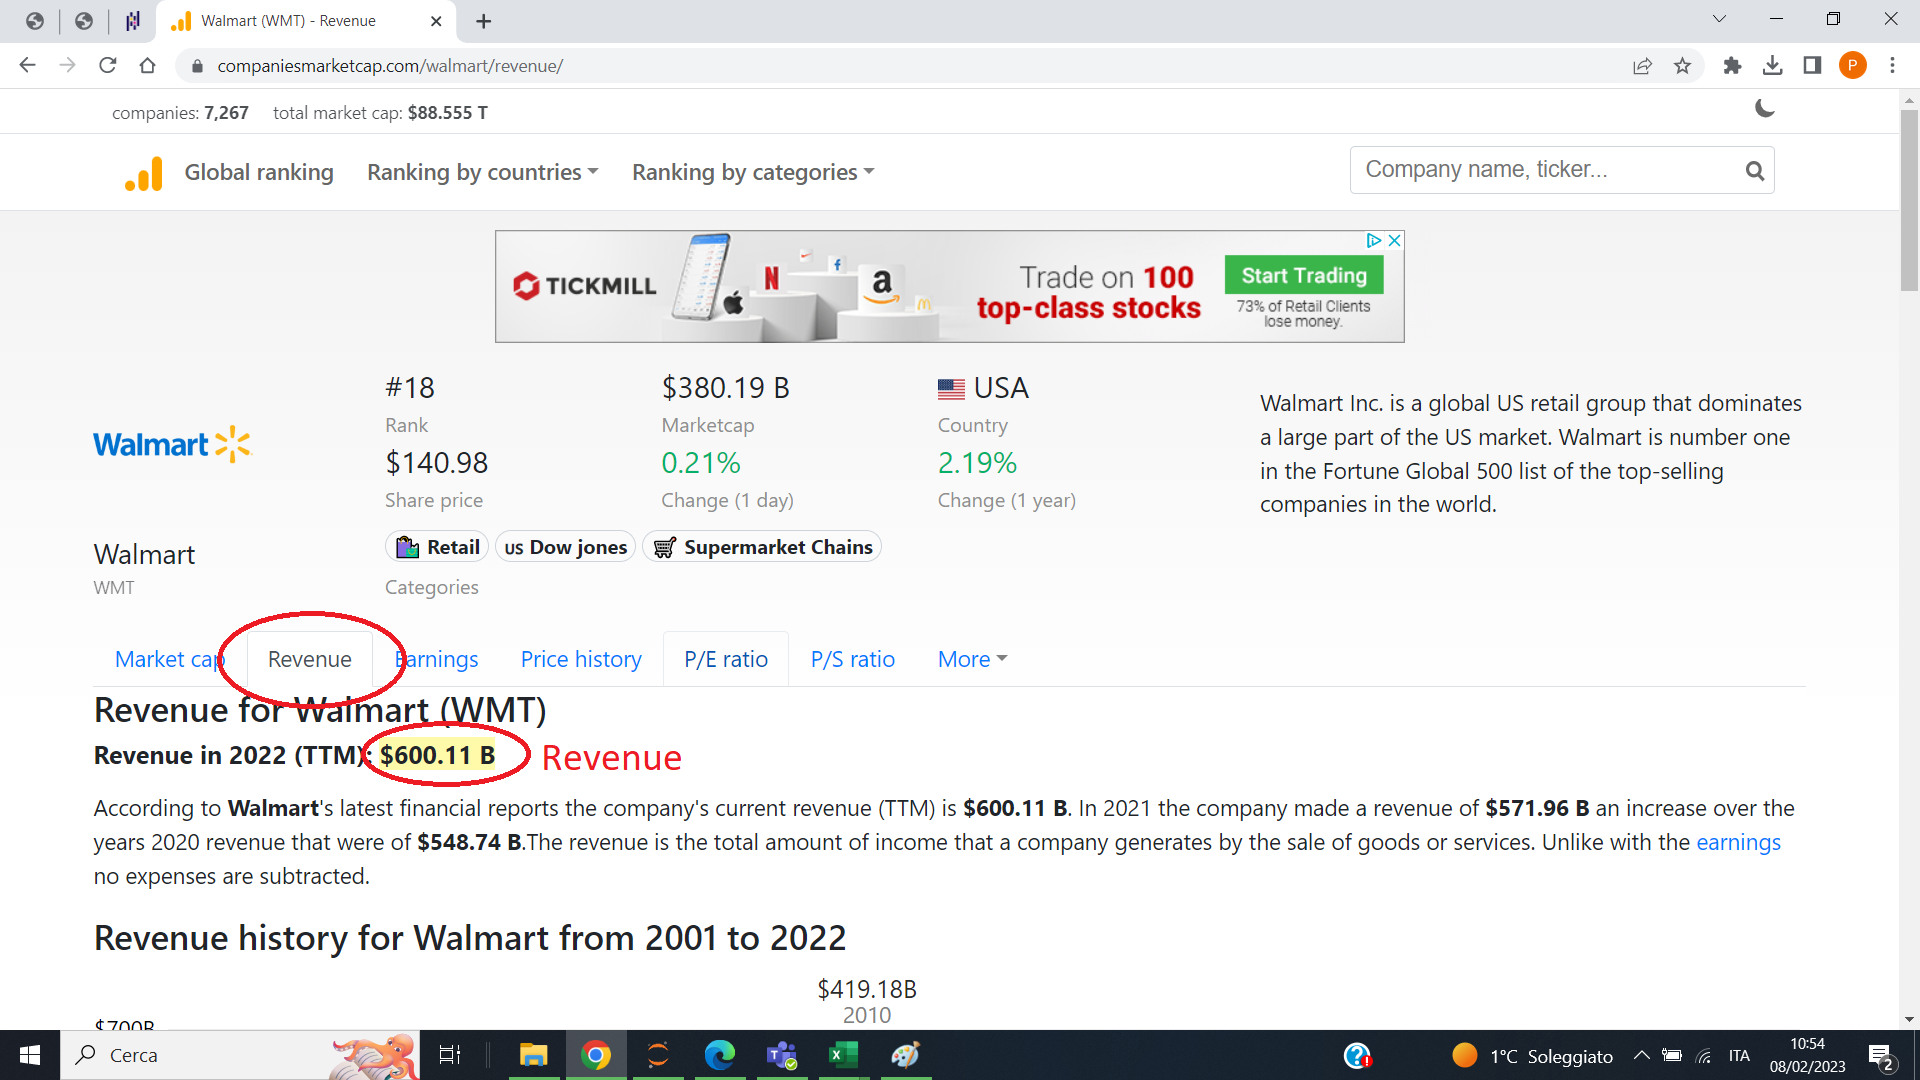 Walmart (WMT) - Revenue
companiesmarketcap.com/walmart/revenue/
P
companies: 7,267 total market cap: $88.555 T
Global ranking Ranking by countries Ranking by categories Company name, ticker...
TICKMILL
N f a
Trade on 100
top-class stocks
Start Trading
73% of Retail Clients
lose money.
Walmart
Walmart
WMT
#18
Rank
$380.19 B
Marketcap
USA
Country
$140.98
Share price
0.21%
Change (1 day)
2.19%
Change (1 year)
Retail US Dow jones Supermarket Chains
Categories
Walmart Inc. is a global US retail group that dominates
a large part of the US market. Walmart is number one
in the Fortune Global 500 list of the top-selling
companies in the world.
Market cap Revenue Earnings Price history P/E ratio P/S ratio More
Revenue for Walmart (WMT)
Revenue in 2022 (TTM): $600.11 B Revenue
According to Walmart's latest financial reports the company's current revenue (TTM) is $600.11 B. In 2021 the company made a revenue of $571.96 B an increase over the
years 2020 revenue that were of $548.74 B.The revenue is the total amount of income that a company generates by the sale of goods or services. Unlike with the earnings
no expenses are subtracted.
Revenue history for Walmart from 2001 to 2022
$419.18B
2010
$700B
Cerca
1°C Soleggiato
ITA
10:54
08/02/2023
2